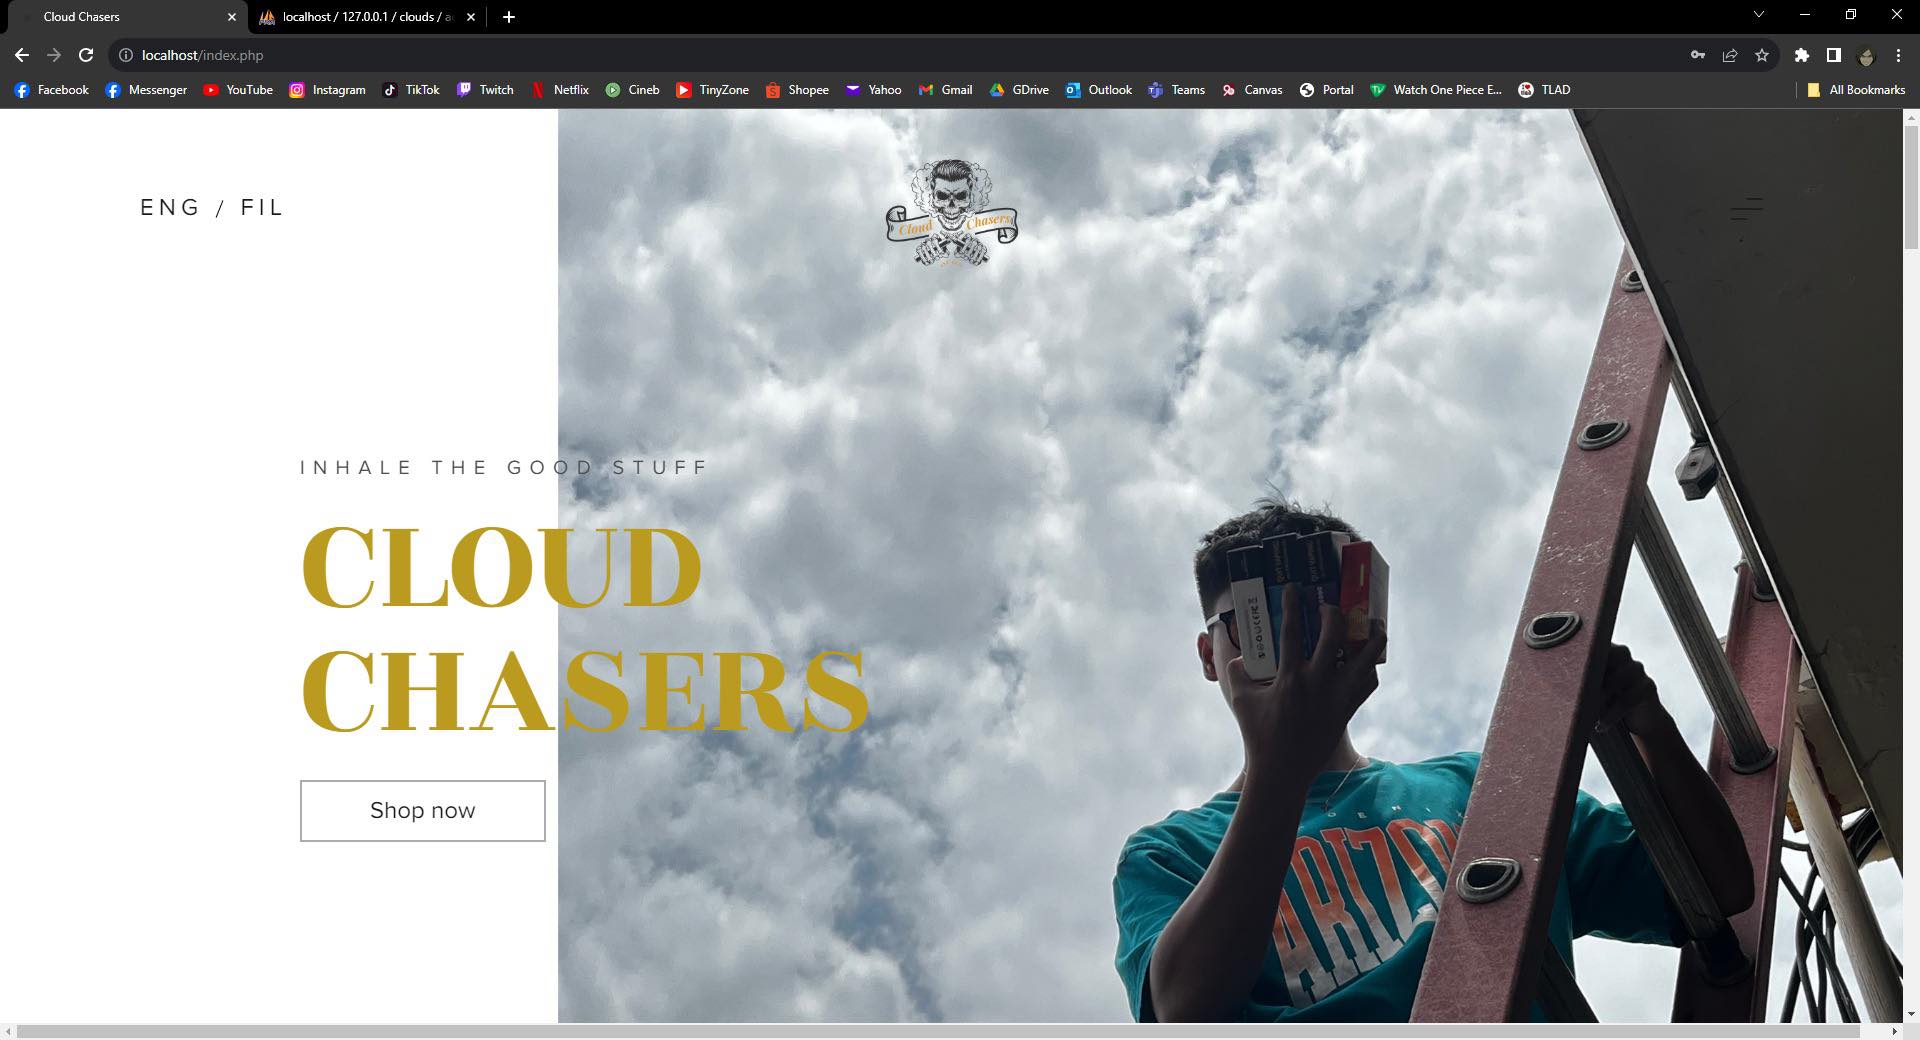 Cloud Chasers
localhost / 127.0.0.1 / clouds /
localhost/index.php
Facebook Messenger YouTube Instagram TikTok Twitch Netflix Cineb TinyZone Shopee Yahoo Gmail GDrive Outlook Teams Canvas Portal Watch One Piece E... TLAD All Bookmarks
ENG / FIL
Cloud Chasers
INHALE THE GOOD STUFF
CLOUD
CHASERS
Shop now